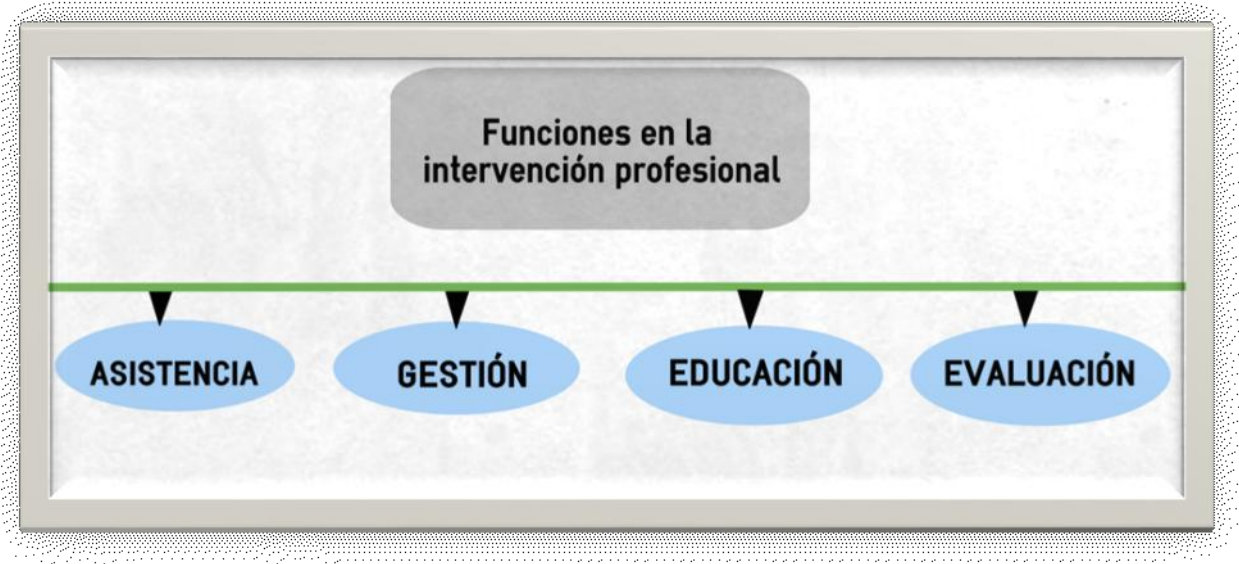 Funciones en la
intervención profesional
ASISTENCIA
GESTIÓN
EDUCACIÓN
EVALUACIÓN